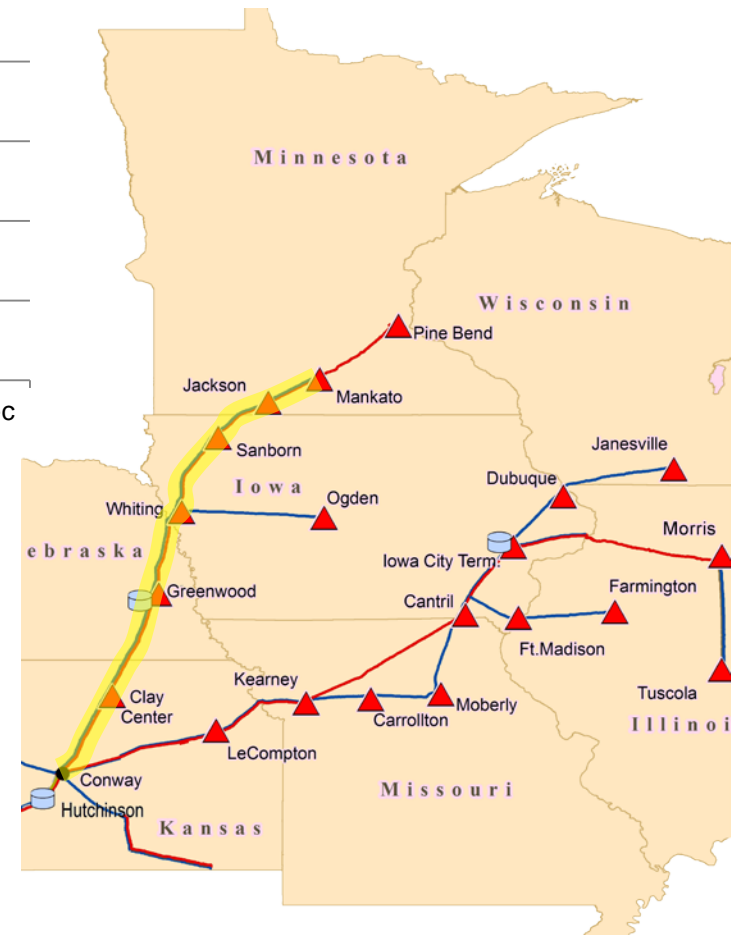 Minnesota
Wisconsin
Pine Bend
Jackson
Mankato
c
Sanborn
Janesville
Iowa
Dubuque
Ogden
Whiting
Morris
ebraska
Iowa City Term.
Greenwood
Farmington
Cantril
Ft.Madison
Kearney
Tuscola
Clay
Center
Moberly
Carrollton
Illinoi
LeCompton
Conway
Missouri
Hutchinson
Kansas